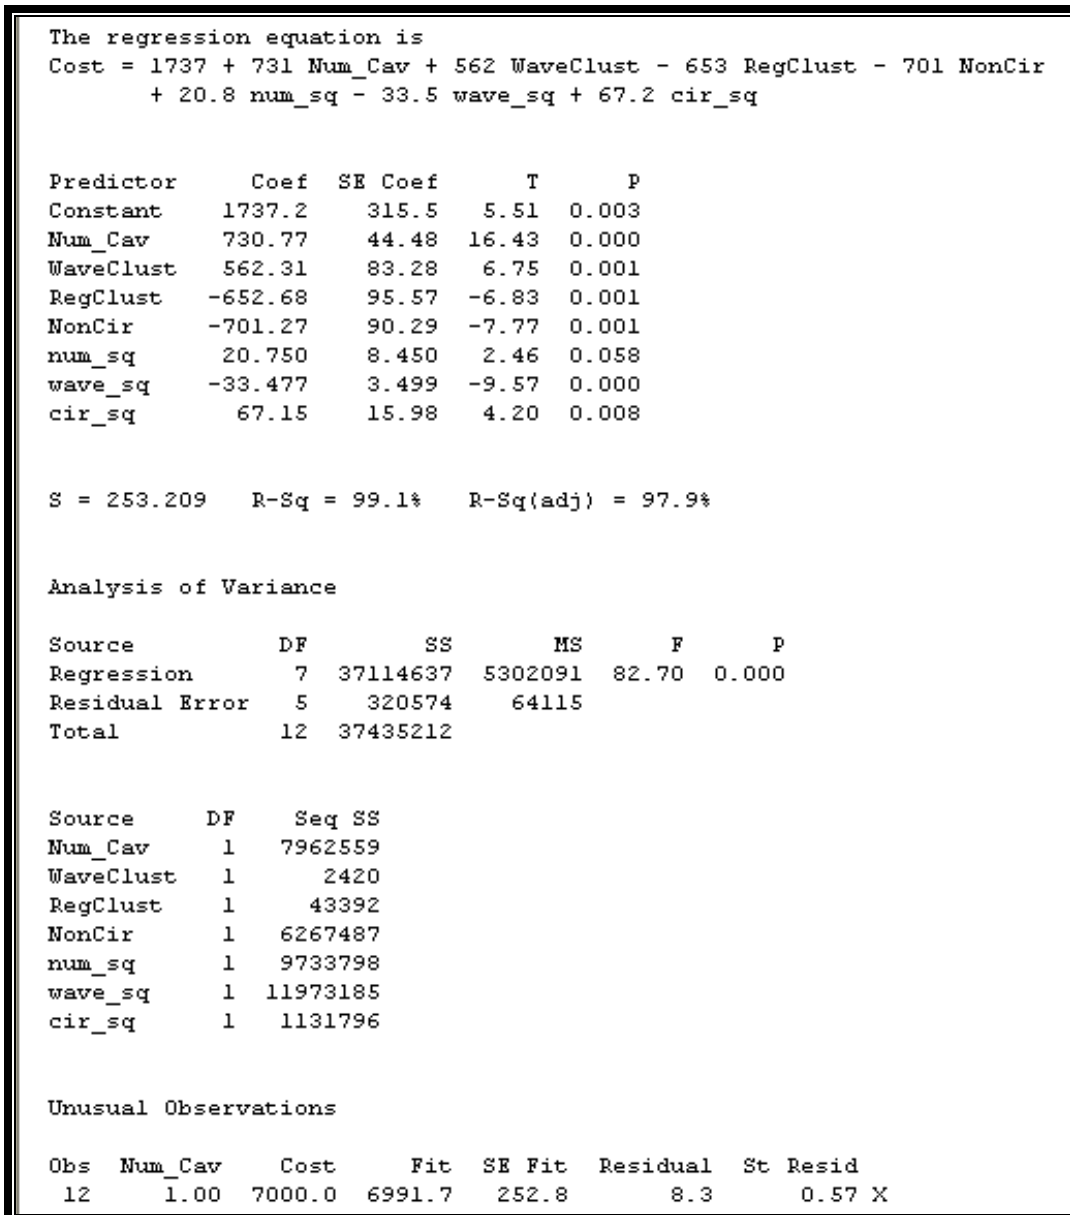 The regression equation is
Cost = 1737 + 731 Num_Cav + 562 WaveClust - 653 RegClust - 701 NonCir
+ 20.8 num_sq - 33.5 wave_sq + 67.2 cir_sq
Predictor Coef SE Coef T P
Constant 1737.2 315.5 5.51 0.003
Num_Cav 730.77 44.48 16.43 0.000
WaveClust 562.31 83.28 6.75 0.001
RegClust -652.68 95.57 -6.83 0.001
NonCir -701.27 90.29 -7.77 0.001
num_sq 20.750 8.450 2.46 0.058
wave_sq -33.477 3.499 -9.57 0.000
cir_sq 67.15 15.98 4.20 0.008
S = 253.209 R-Sq = 99.1% R-Sq(adj) = 97.9%
Analysis of Variance
Source DF SS MS F P
Regression 7 37114637 5302091 82.70 0.000
Residual Error 5 320574 64115
Total 12 37435212
Source DF Seq SS
Num_Cav 1 7962559
WaveClust 1 2420
RegClust 1 43392
NonCir 1 6267487
num_sq 1 9733798
wave_sq 1 11973185
cir_sq 1 1131796
Unusual Observations
Obs Num_Cav Cost Fit SE Fit Residual St Resid
12 1.00 7000.0 6991.7 252.8 8.3 0.57 X